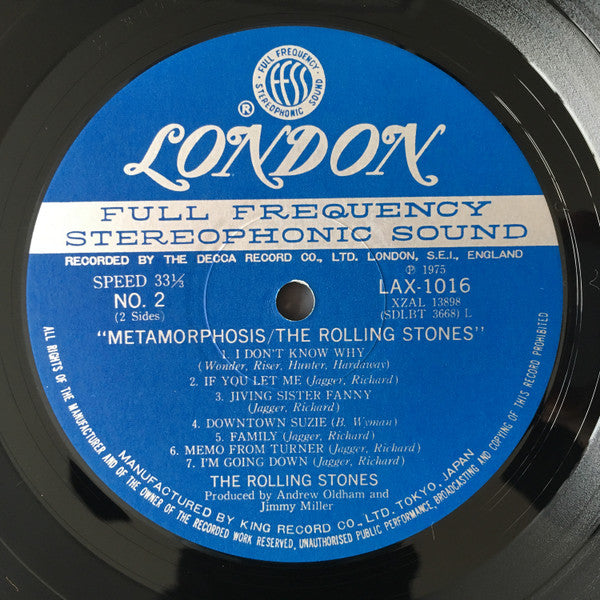 FULL FREQUENCY
ffss
STEREOPHONIC SOUND
®
LONDON
FULL FREQUENCY
STEREOPHONIC SOUND
RECORDED BY THE DECCA RECORD CO., LTD. LONDON, S.E.I., ENGLAND
SPEED 33⅓
NO. 2
(2 Sides)
℗ 1975
LAX-1016
XZAL 13898
(SDLBT 3668) L
"METAMORPHOSIS/THE ROLLING STONES"
1. I DON'T KNOW WHY
(Wonder, Riser, Hunter, Hardaway)
2. IF YOU LET ME (Jagger, Richard)
3. JIVING SISTER FANNY
(Jagger, Richard)
4. DOWNTOWN SUZIE (B. Wyman)
5. FAMILY (Jagger, Richard)
6. MEMO FROM TURNER (Jagger, Richard)
7. I'M GOING DOWN (Jagger, Richard)
THE ROLLING STONES
Produced by Andrew Oldham and
Jimmy Miller
MANUFACTURED BY KING RECORD CO., LTD. TOKYO, JAPAN
ALL RIGHTS OF THE MANUFACTURER AND OF THE OWNER OF THE RECORDED WORK RESERVED, UNAUTHORISED PUBLIC PERFORMANCE, BROADCASTING AND COPYING OF THIS RECORD PROHIBITED